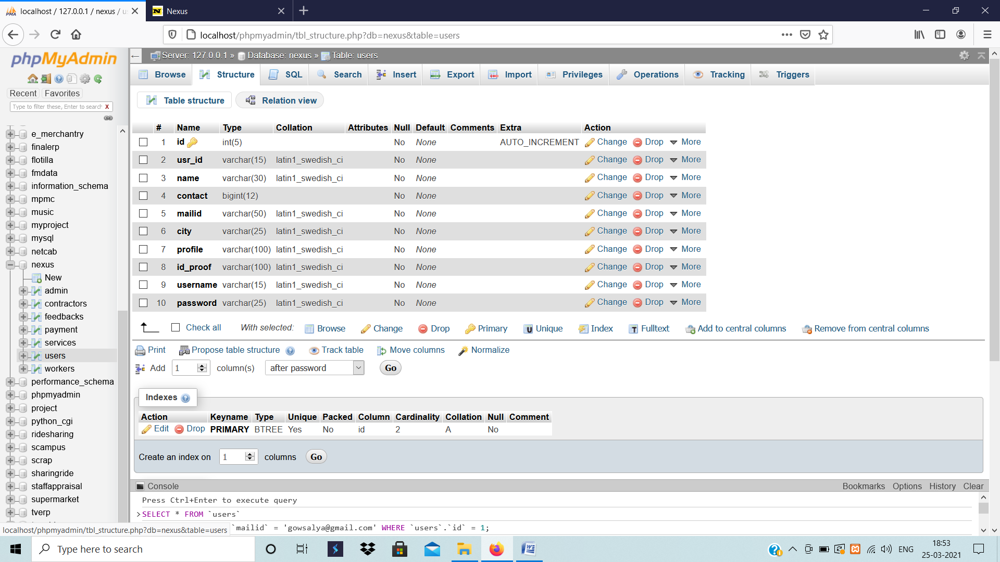 localhost / 127.0.0.1 / nexus / u
Nexus
localhost/phpmyadmin/tbl_structure.php?db=nexus&table=users
phpMyAdmin
Recent Favorites
Type to filter these, Enter to search X
e_merchantry
finalerp
flotilla
fmdata
information_schema
mpmc
music
myproject
mysql
netcab
nexus
New
admin
contractors
feedbacks
payment
services
users
workers
performance_schema
phpmyadmin
project
python_cgi
ridesharing
scampus
scrap
sharingride
staffappraisal
supermarket
tverp
Server: 127.0.0.1 » Database: nexus » Table: users
Browse Structure SQL Search Insert Export Import Privileges Operations Tracking Triggers
Table structure Relation view
# Name Type Collation Attributes Null Default Comments Extra Action
1 id int(5) No None AUTO_INCREMENT Change Drop More
2 usr_id varchar(15) latin1_swedish_ci No None Change Drop More
3 name varchar(30) latin1_swedish_ci No None Change Drop More
4 contact bigint(12) No None Change Drop More
5 mailid varchar(50) latin1_swedish_ci No None Change Drop More
6 city varchar(25) latin1_swedish_ci No None Change Drop More
7 profile varchar(100) latin1_swedish_ci No None Change Drop More
8 id_proof varchar(100) latin1_swedish_ci No None Change Drop More
9 username varchar(15) latin1_swedish_ci No None Change Drop More
10 password varchar(25) latin1_swedish_ci No None Change Drop More
Check all With selected: Browse Change Drop Primary Unique Index Fulltext Add to central columns Remove from central columns
Print Propose table structure Track table Move columns Normalize
Add 1 column(s) after password Go
Indexes
Action Keyname Type Unique Packed Column Cardinality Collation Null Comment
Edit Drop PRIMARY BTREE Yes No id 2 A No
Create an index on 1 columns Go
Console Bookmarks Options History Clear
Press Ctrl+Enter to execute query
>SELECT * FROM `users`
`mailid` = 'gowsalya@gmail.com' WHERE `users`.`id` = 1;
localhost/phpmyadmin/tbl_structure.php?db=nexus&table=users
Type here to search
ENG
18:53
25-03-2021